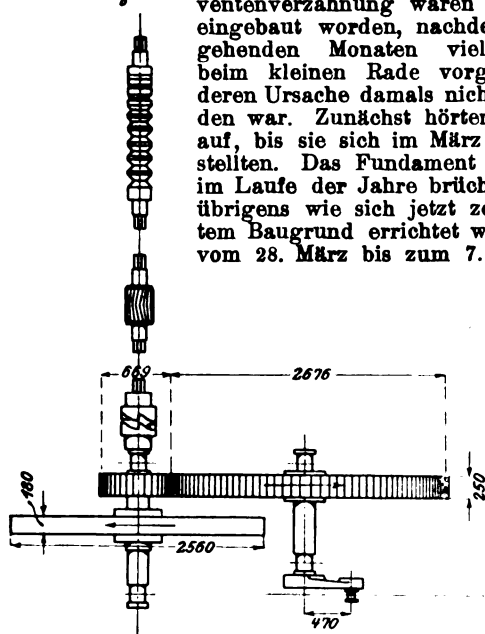 ventenverzahnung waren
eingebaut worden, nachde
gehenden Monaten viel
beim kleinen Rade vorg
deren Ursache damals nich
den war. Zunächst hörten
auf, bis sie sich im März
stellten. Das Fundament
im Laufe der Jahre brüch
übrigens wie sich jetzt ze
tem Baugrund errichtet w
vom 28. März bis zum 7.
669 2676
180
250
2560
470